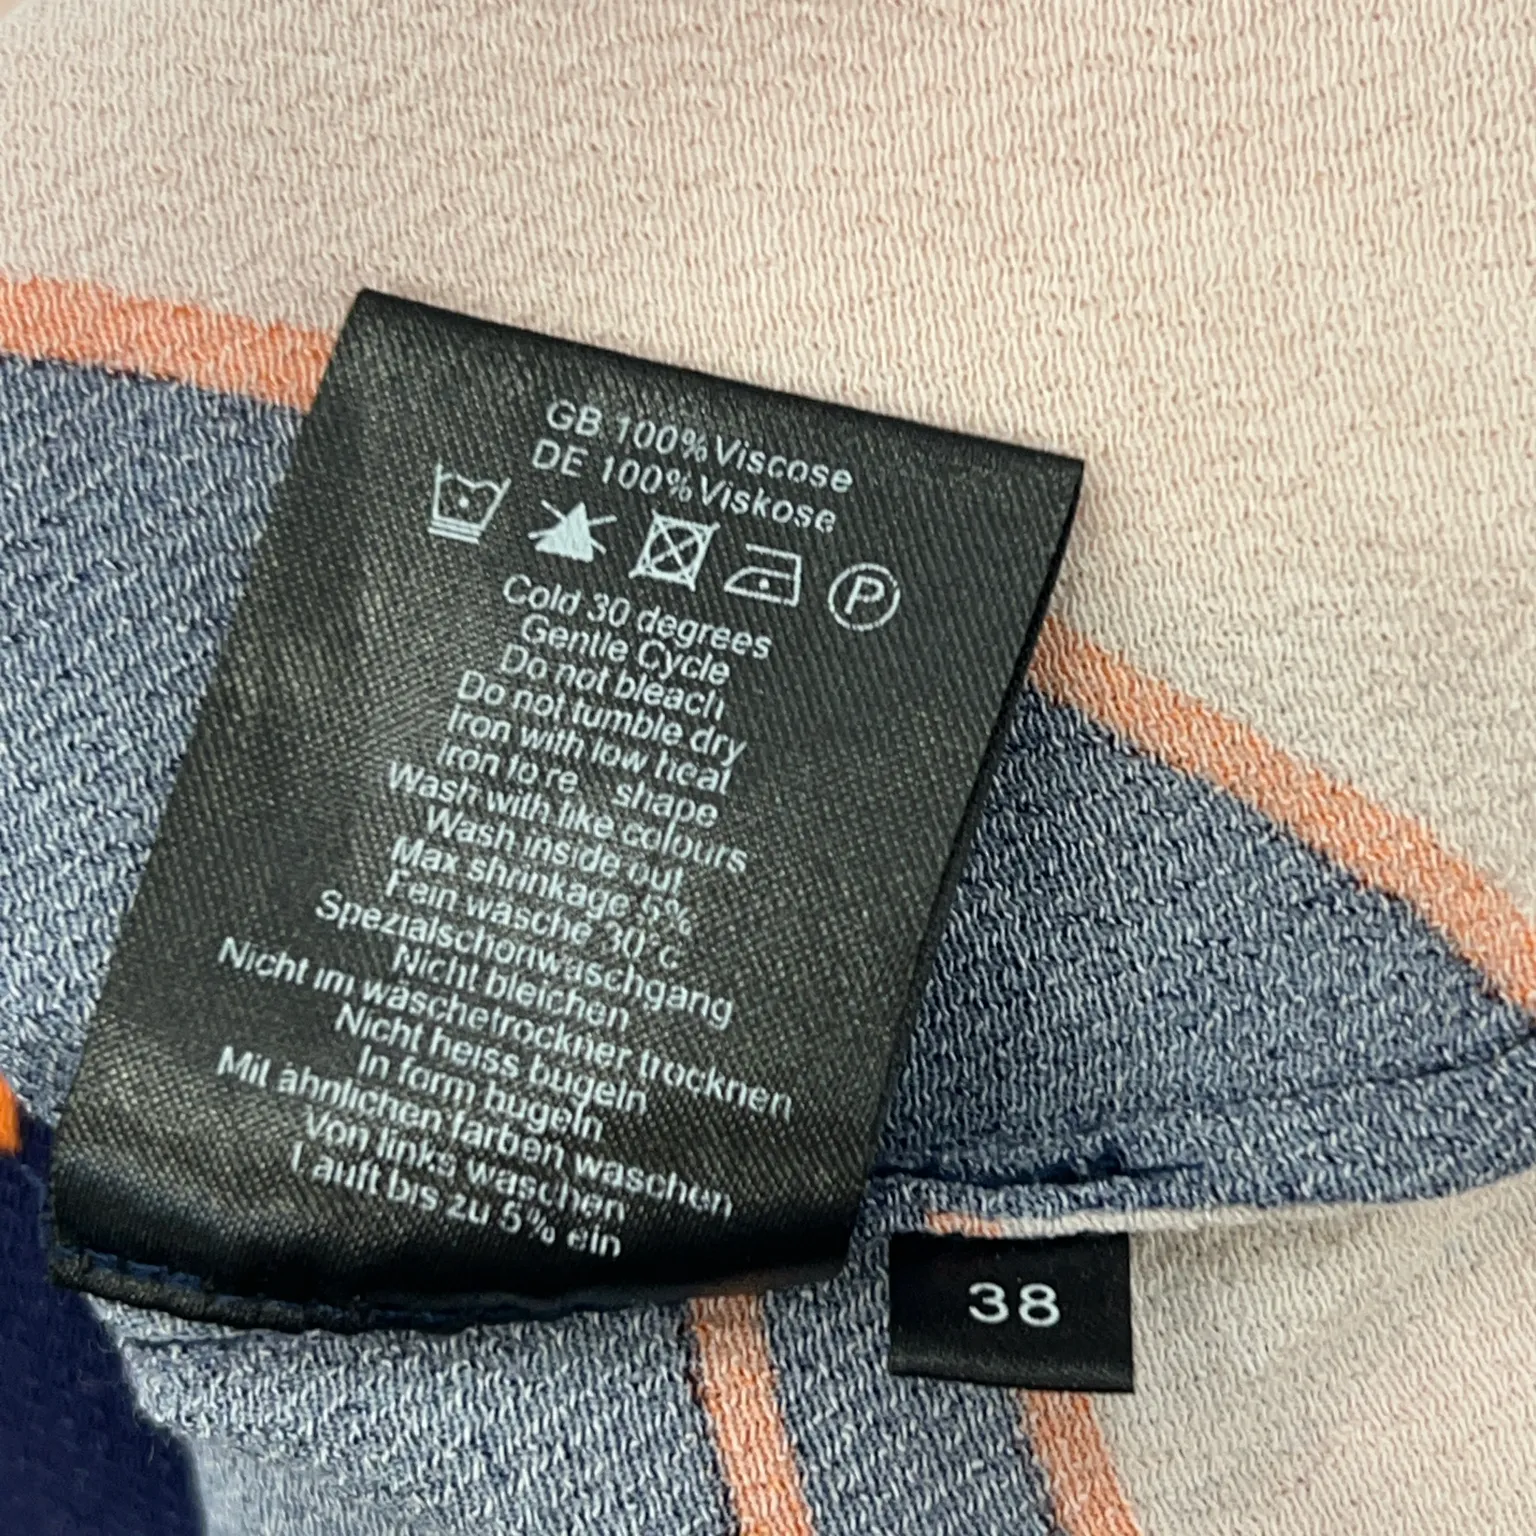 GB 100% Viscose
DE 100% Viskose
P
Cold 30 degrees
Gentle Cycle
Do not bleach
Do not tumble dry
Iron with low heat
Iron to re shape
Wash with like colours
Wash inside out
Max shrinkage 5%
Fein wasche 30°c
Spezialschonwaschgang
Nicht bleichen
Nicht im waschetrockner trocknen
Nicht heiss bugeln
In form bugeln
Mit ahnlichen farben waschen
Von links waschen
Lauft bis zu 5% ein
38